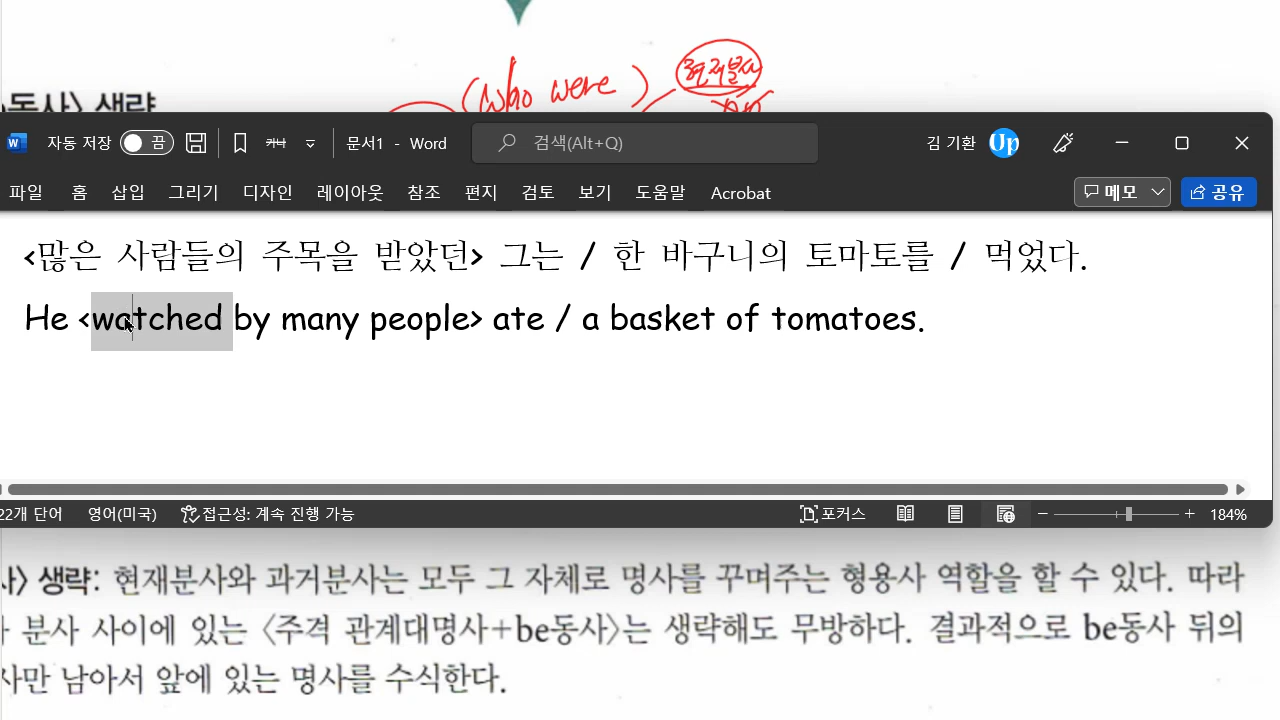 (who were) 현재분사
동사> 생략
자동 저장 끔 가나 문서1 - Word 검색(Alt+Q) 김 기환 Up
파일 홈 삽입 그리기 디자인 레이아웃 참조 편지 검토 보기 도움말 Acrobat 메모 공유
<많은 사람들의 주목을 받았던> 그는 / 한 바구니의 토마토를 / 먹었다.
He <watched by many people> ate / a basket of tomatoes.
22개 단어 영어(미국) 접근성: 계속 진행 가능 포커스 184%
사> 생략: 현재분사와 과거분사는 모두 그 자체로 명사를 꾸며주는 형용사 역할을 할 수 있다. 따라
분사 사이에 있는 <주격 관계대명사+be동사>는 생략해도 무방하다. 결과적으로 be동사 뒤의
사만 남아서 앞에 있는 명사를 수식한다.